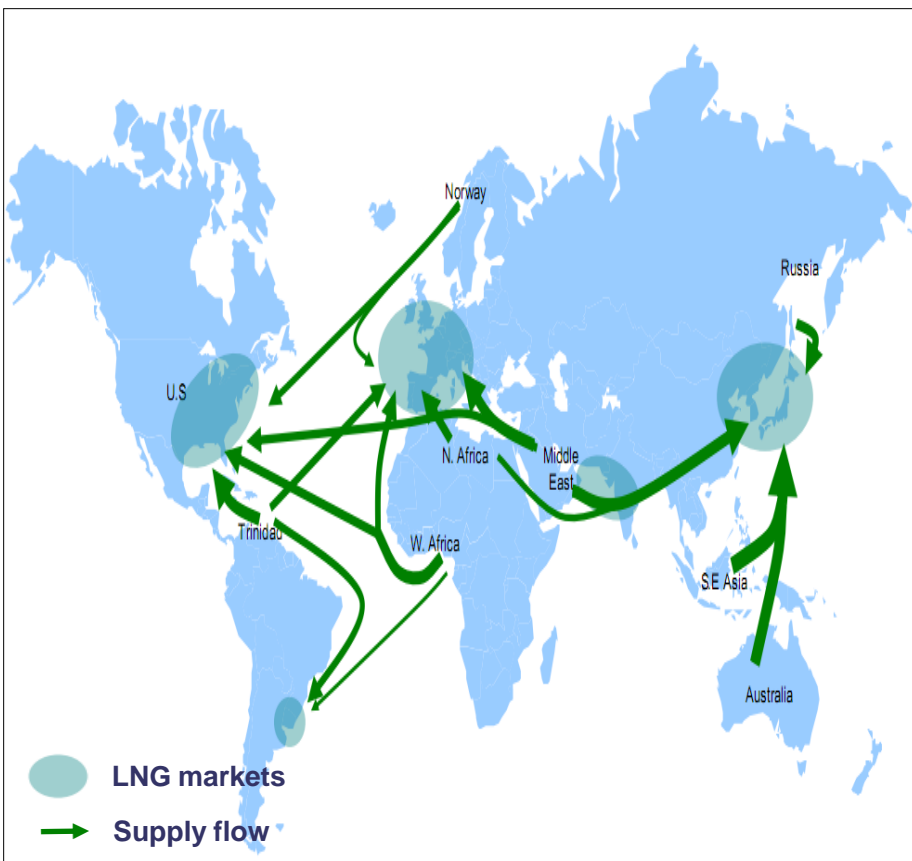 Norway
Russia
U.S
N. Africa
Middle
East
Trinidad
W. Africa
S.E Asia
Australia
LNG markets
Supply flow